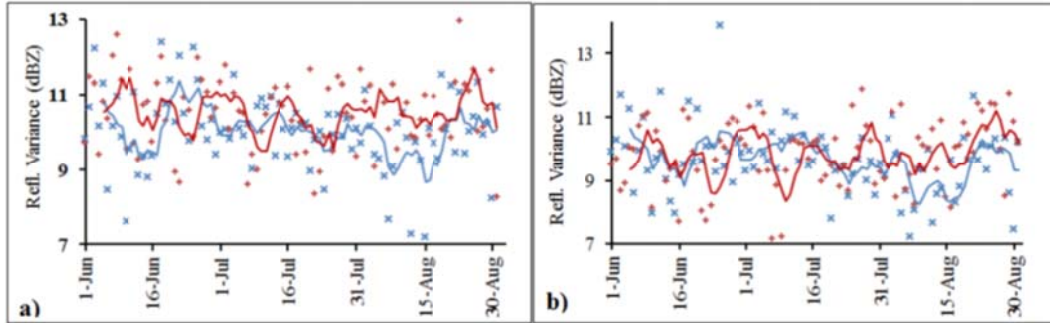 Refl. Variance (dBZ)
13
11
9
7
1-Jun
16-Jun
1-Jul
16-Jul
31-Jul
15-Aug
30-Aug
a)
Refl. Variance (dBZ)
13
11
9
7
1-Jun
16-Jun
1-Jul
16-Jul
31-Jul
15-Aug
30-Aug
b)